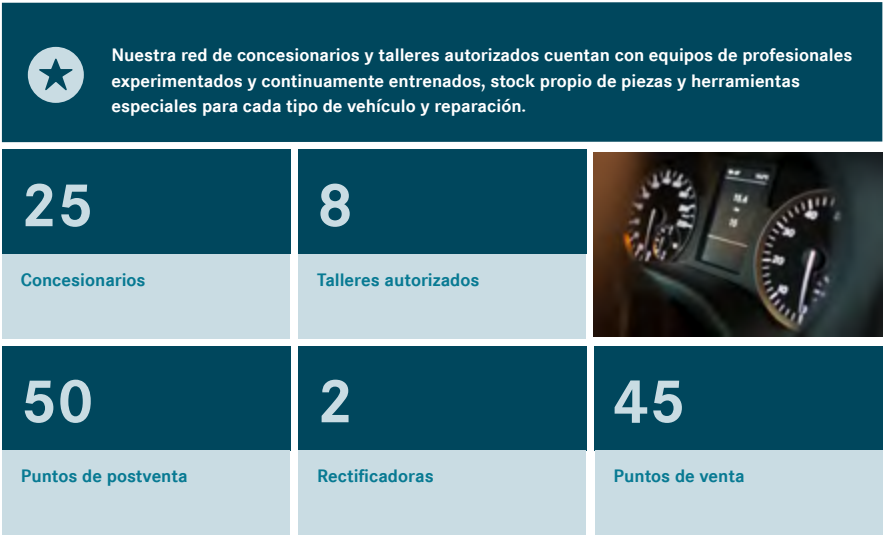 Nuestra red de concesionarios y talleres autorizados cuentan con equipos de profesionales
experimentados y continuamente entrenados, stock propio de piezas y herramientas
especiales para cada tipo de vehículo y reparación.
25
Concesionarios
8
Talleres autorizados
50
Puntos de postventa
2
Rectificadoras
45
Puntos de venta